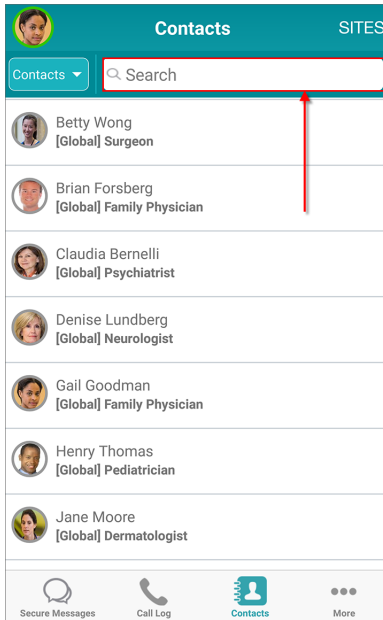 Contacts
SITES
Contacts
Search
Betty Wong
[Global] Surgeon
Brian Forsberg
[Global] Family Physician
Claudia Bernelli
[Global] Psychiatrist
Denise Lundberg
[Global] Neurologist
Gail Goodman
[Global] Family Physician
Henry Thomas
[Global] Pediatrician
Jane Moore
[Global] Dermatologist
Secure Messages
Call Log
Contacts
More